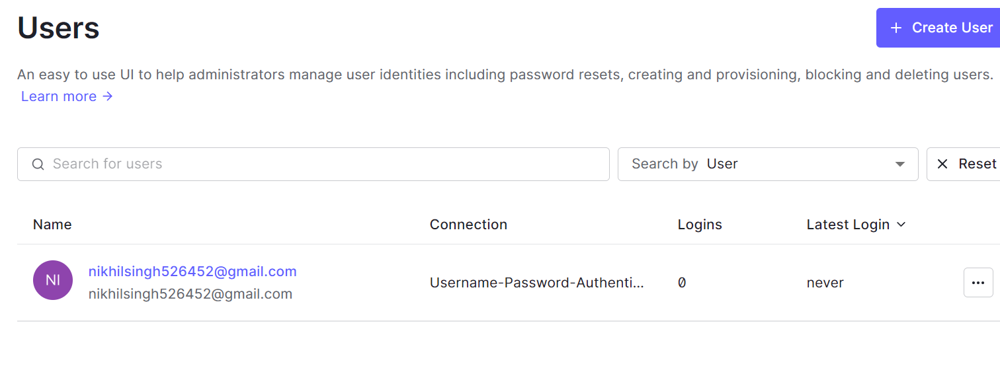 Users
+ Create User
An easy to use UI to help administrators manage user identities including password resets, creating and provisioning, blocking and deleting users.
Learn more →
Search for users
Search by User
Reset
Name Connection Logins Latest Login
NI
nikhilsingh526452@gmail.com
nikhilsingh526452@gmail.com
Username-Password-Authenti... 0 never